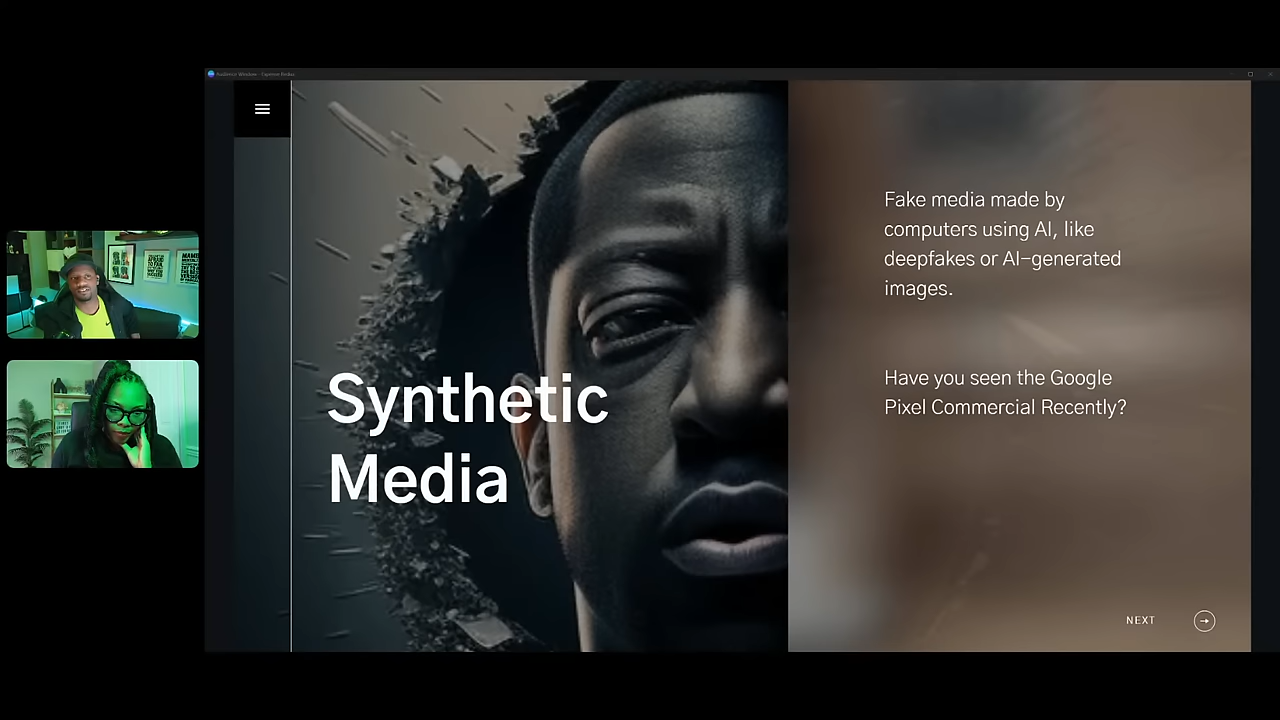 Synthetic
Media
Fake media made by
computers using AI, like
deepfakes or AI-generated
images.
Have you seen the Google
Pixel Commercial Recently?
NEXT